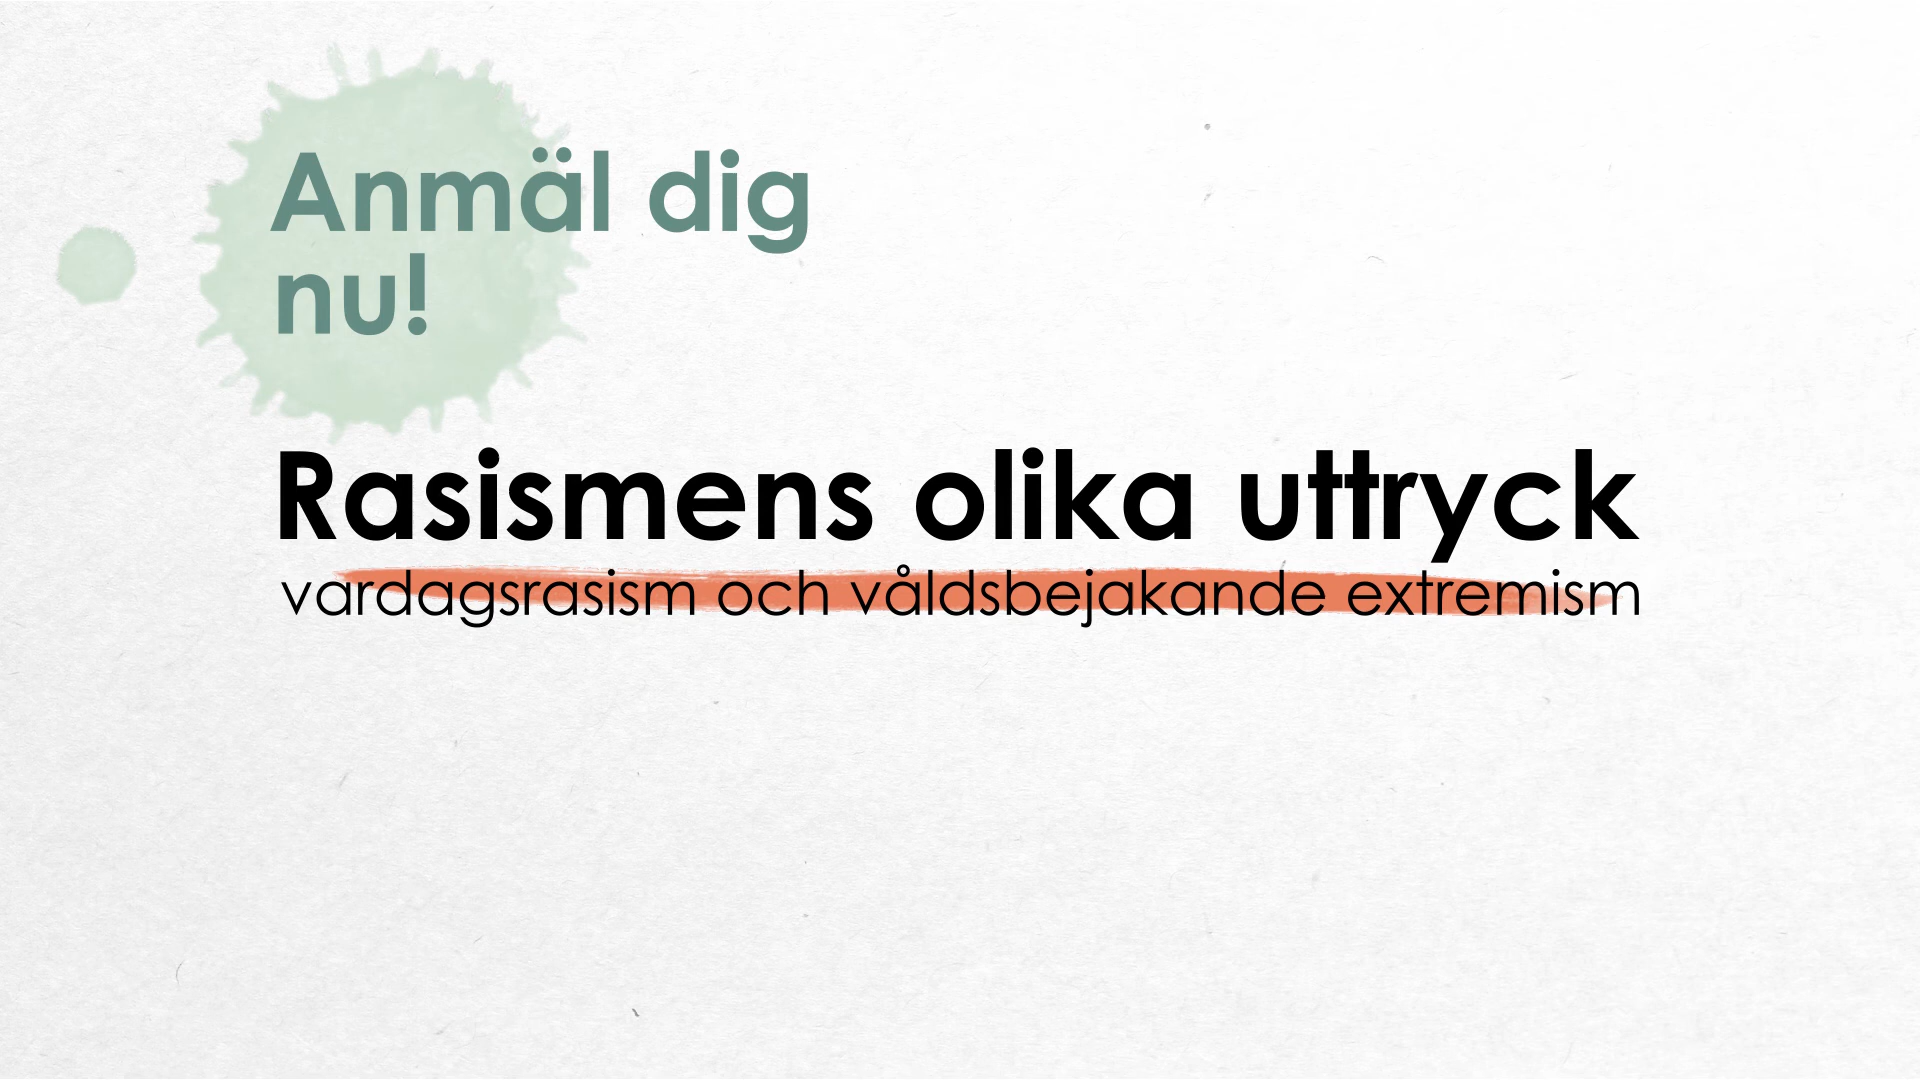 Anmäl dig
nu!
Rasismens olika uttryck
vardagsrasism och våldsbejakande extremism